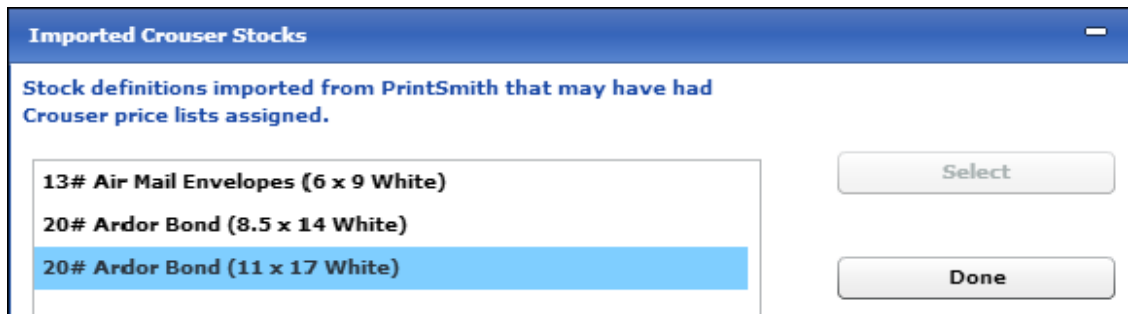 Imported Crouser Stocks
Stock definitions imported from PrintSmith that may have had
Crouser price lists assigned.
13# Air Mail Envelopes (6 x 9 White)
Select
20# Ardor Bond (8.5 x 14 White)
20# Ardor Bond (11 x 17 White)
Done